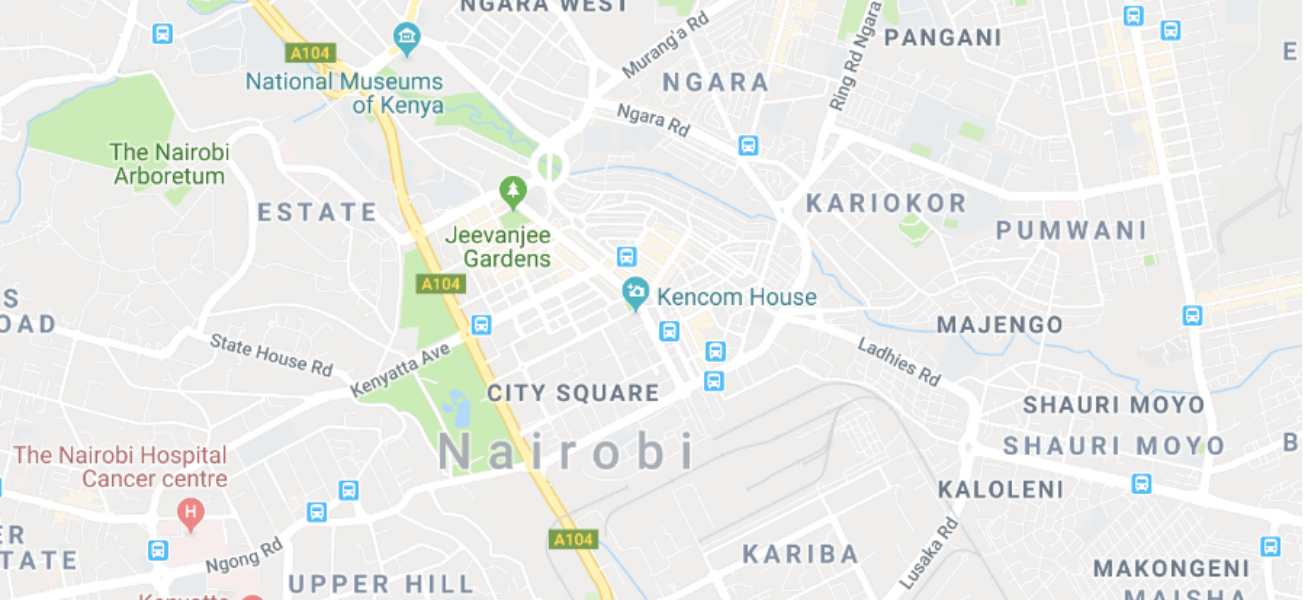 NGARA WEST
A104
Murang'a Rd
PANGANI
National Museums
of Kenya
NGARA
Ring Rd Ngara
Ngara Rd
The Nairobi
Arboretum
ESTATE
KARIOKOR
PUMWANI
Jeevanjee
Gardens
A104
Kencom House
S
OAD
MAJENGO
State House Rd
Kenyatta Ave
Ladhies Rd
CITY SQUARE
SHAURI MOYO
SHAURI MOYO
Nairobi
The Nairobi Hospital
Cancer centre
KALOLENI
H
A104
Ngong Rd
KARIBA
Lusaka Rd
ER
TATE
UPPER HILL
MAKONGENI
E
B